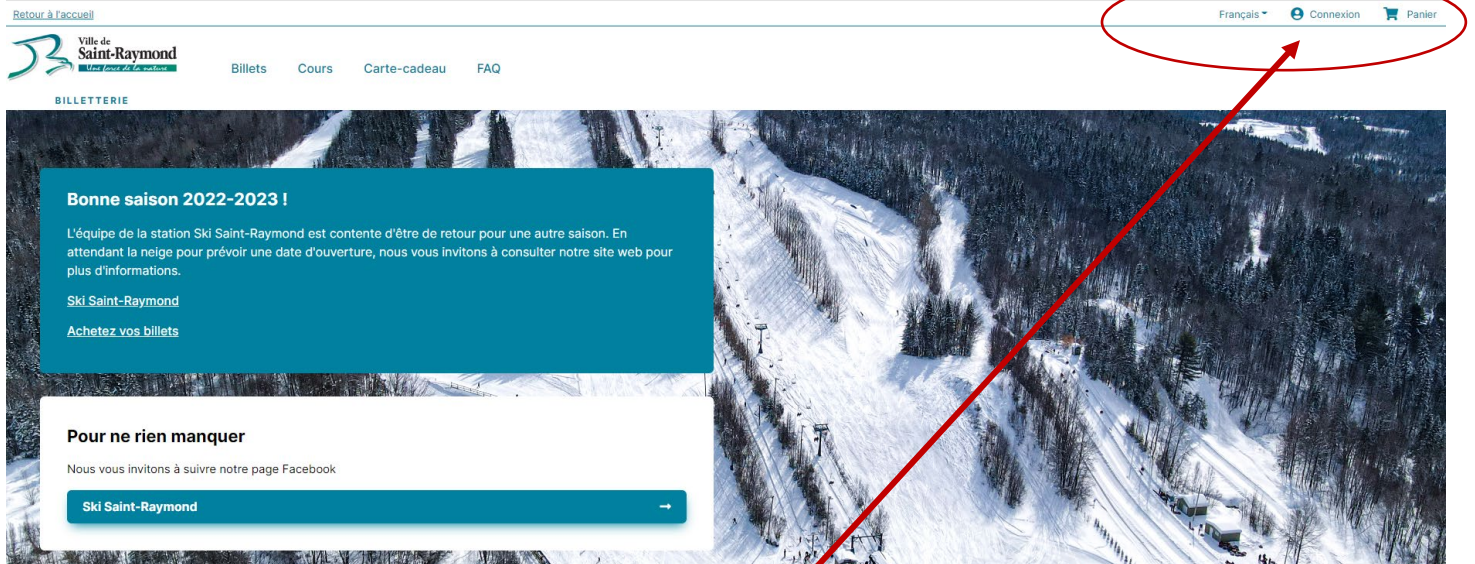 Retour à l'accueil
Français
Connexion
Panier
Ville de
Saint-Raymond
Une force de la nature
BILLETTERIE
Billets
Cours
Carte-cadeau
FAQ
Bonne saison 2022-2023 !
L'équipe de la station Ski Saint-Raymond est contente d'être de retour pour une autre saison. En
attendant la neige pour prévoir une date d'ouverture, nous vous invitons à consulter notre site web pour
plus d'informations.
Ski Saint-Raymond
Achetez vos billets
Pour ne rien manquer
Nous vous invitons à suivre notre page Facebook
Ski Saint-Raymond